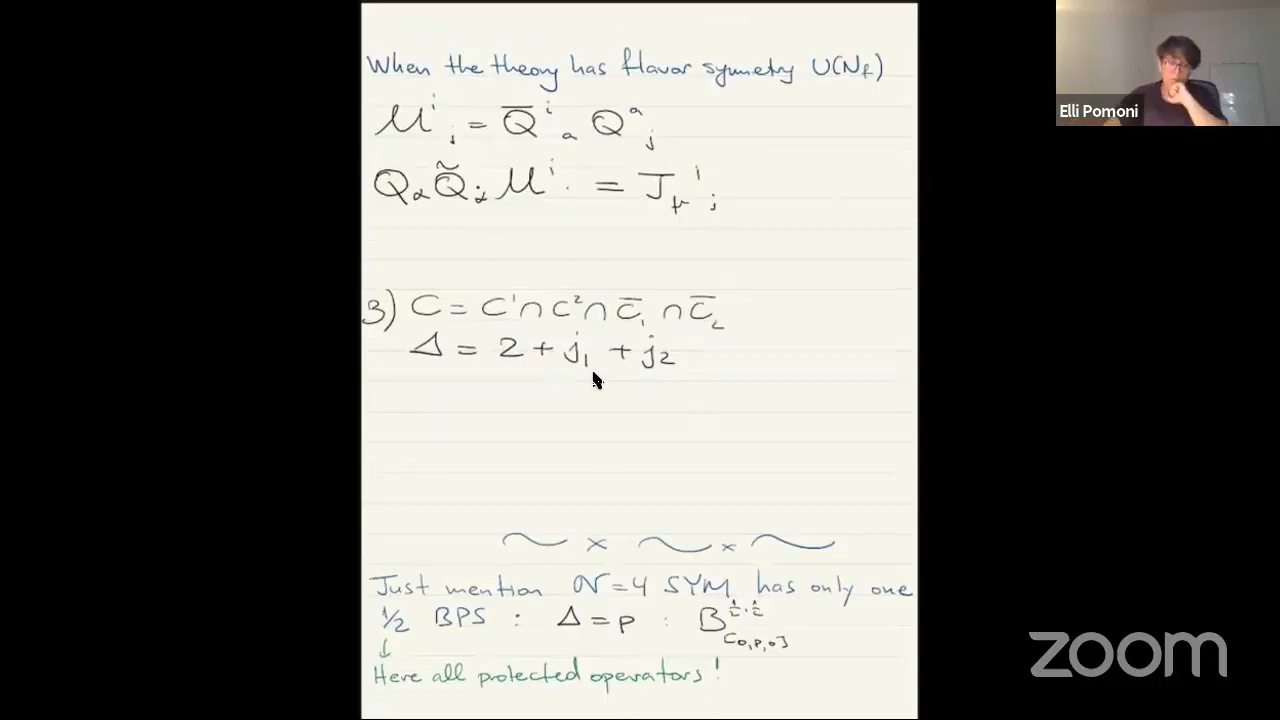 When the theory has flavor symetry U(N_f)
M^i_j = Q̄^i_a Q^a_j
Q_α Q̃_α̇ M^i. = J_μ^i_j
3) C = C^1 ∩ C^2 ∩ C̄_1 ∩ C̄_2
Δ = 2 + j_1 + j_2
~ x ~ x ~
Just mention N=4 SYM has only one
1/2 BPS : Δ = p : B^{1/2, 1/2}_{[0,p,0]}
↓
Here all protected operators!
Elli Pomoni
zoom